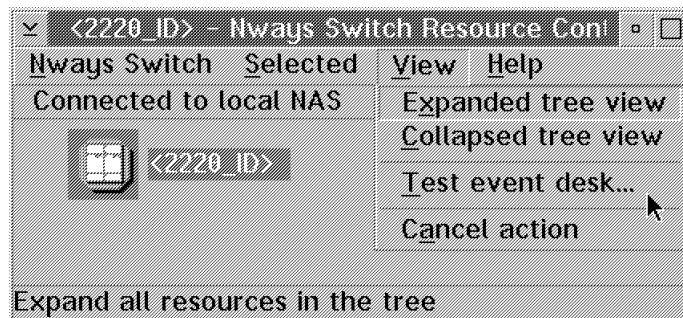 <2220_ID> - Nways Switch Resource Con
Nways Switch Selected View Help
Connected to local NAS
Expanded tree view
Collapsed tree view
<2220_ID>
Test event desk...
Cancel action
Expand all resources in the tree